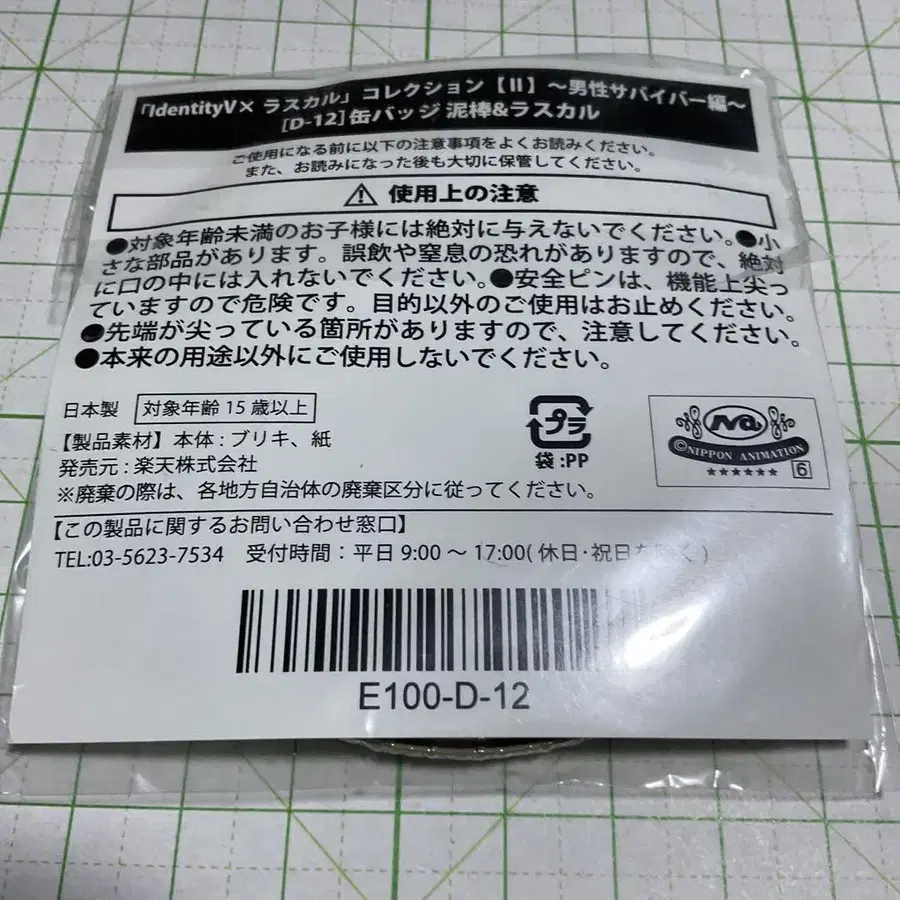 「IdentityV× ラスカル」コレクション【II】〜男性サバイバー編〜
[D-12]缶バッジ 泥棒&ラスカル
ご使用になる前に以下の注意事項をよくお読みください。
また、お読みになった後も大切に保管してください。
使用上の注意
●対象年齢未満のお子様には絶対に与えないでください。●小
さな部品があります。誤飲や窒息の恐れがありますので、絶対
に口の中には入れないでください。●安全ピンは、機能上尖っ
ていますので危険です。目的以外のご使用はお止めください。
●先端が尖っている箇所がありますので、注意してください。
●本来の用途以外にご使用しないでください。
日本製 対象年齢 15 歳以上
【製品素材】本体：ブリキ、紙
発売元：楽天株式会社
※廃棄の際は、各地方自治体の廃棄区分に従ってください。
プラ
袋:PP
Na
©NIPPON ANIMATION
★★★★★★ 6
【この製品に関するお問い合わせ窓口】
TEL:03-5623-7534 受付時間：平日 9:00 〜 17:00( 休日・祝日を除く )
E100-D-12